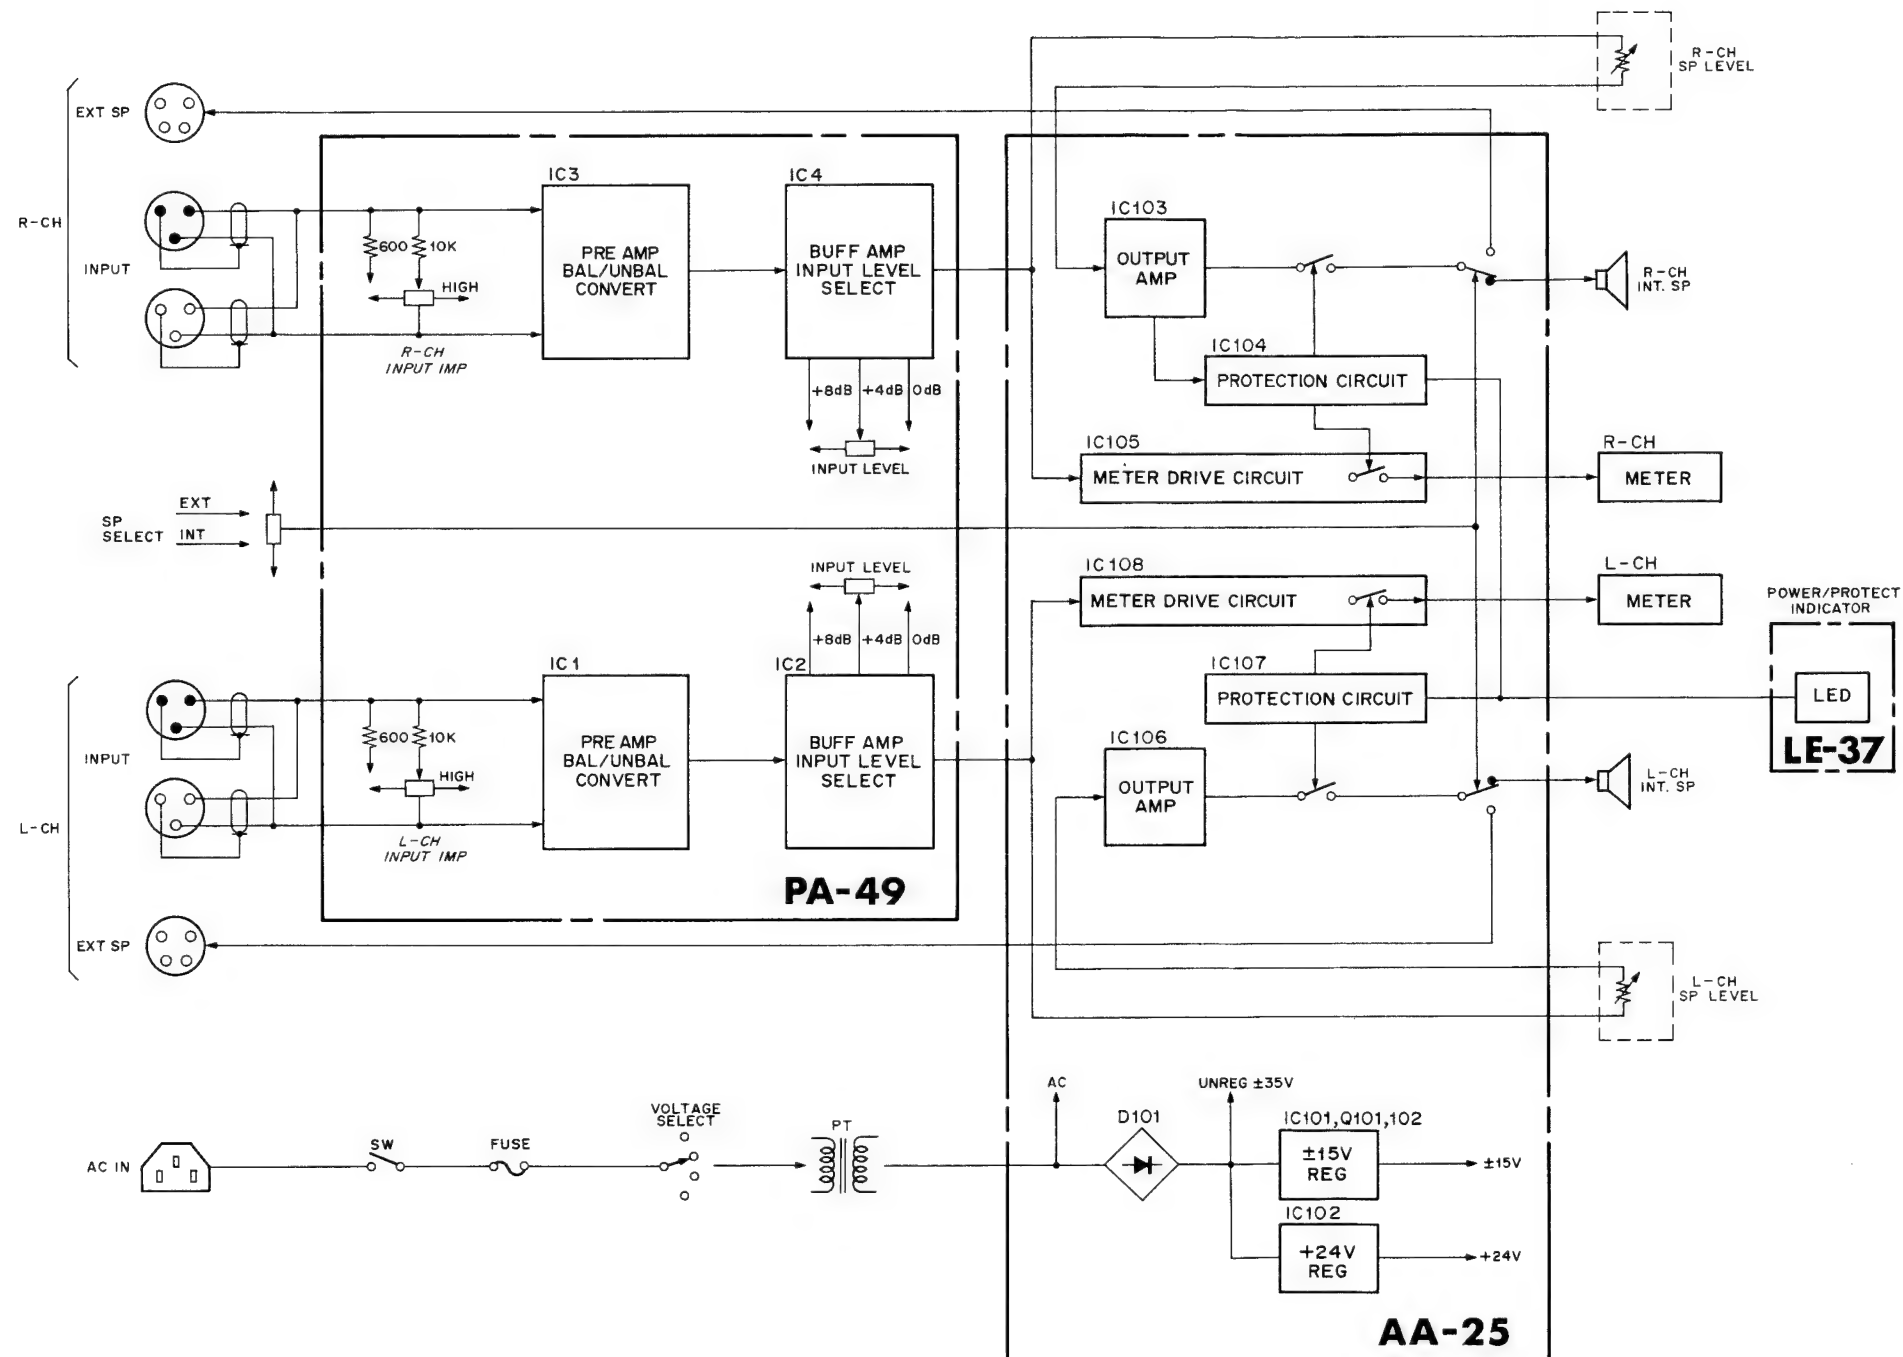 R-CH
SP LEVEL
EXT SP
R-CH
INPUT
600
10K
HIGH
R-CH
INPUT IMP
IC3
PRE AMP
BAL/UNBAL
CONVERT
IC4
BUFF AMP
INPUT LEVEL
SELECT
+8dB
+4dB
0dB
INPUT LEVEL
IC103
OUTPUT
AMP
IC104
PROTECTION CIRCUIT
R-CH
INT. SP
IC105
METER DRIVE CIRCUIT
R-CH
METER
SP
SELECT
EXT
INT
INPUT LEVEL
+8dB
+4dB
0dB
IC108
METER DRIVE CIRCUIT
L-CH
METER
POWER/PROTECT
INDICATOR
LED
LE-37
IC107
PROTECTION CIRCUIT
IC106
OUTPUT
AMP
L-CH
INT. SP
L-CH
INPUT
600
10K
HIGH
L-CH
INPUT IMP
IC1
PRE AMP
BAL/UNBAL
CONVERT
IC2
BUFF AMP
INPUT LEVEL
SELECT
PA-49
EXT SP
L-CH
SP LEVEL
AC IN
SW
FUSE
VOLTAGE
SELECT
PT
AC
D101
UNREG ±35V
IC101,Q101,102
±15V
REG
±15V
IC102
+24V
REG
+24V
AA-25